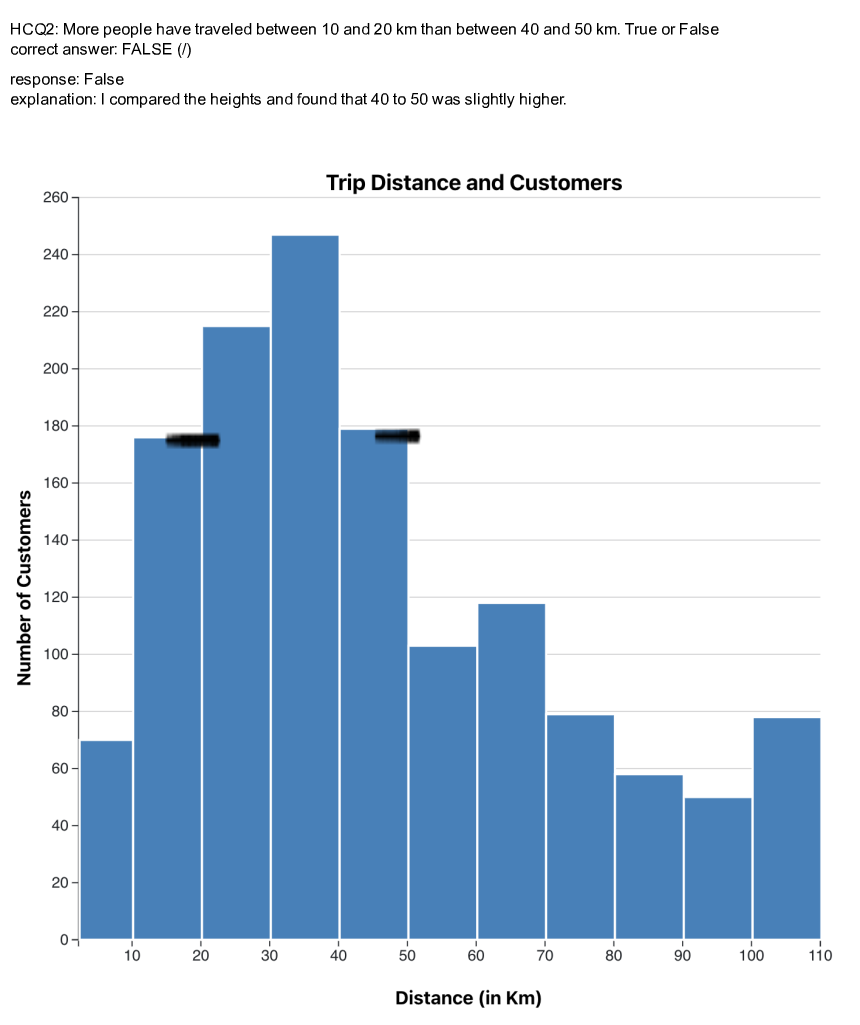 HCQ2: More people have traveled between 10 and 20 km than between 40 and 50 km. True or False
correct answer: FALSE (/)
response: False
explanation: I compared the heights and found that 40 to 50 was slightly higher.
Trip Distance and Customers
260
240
220
200
180
160
140
120
100
80
60
40
20
0
Number of Customers
10 20 30 40 50 60 70 80 90 100 110
Distance (in Km)